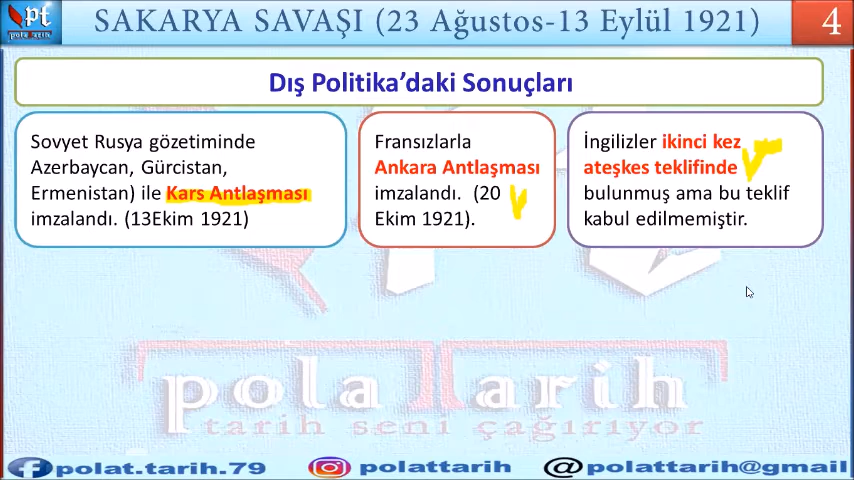 pt
polattarih
SAKARYA SAVAŞI (23 Ağustos-13 Eylül 1921)
4
Dış Politika’daki Sonuçları
Sovyet Rusya gözetiminde
Azerbaycan, Gürcistan,
Ermenistan) ile Kars Antlaşması
imzalandı. (13Ekim 1921)
Fransızlarla
Ankara Antlaşması
imzalandı. (20
Ekim 1921).
İngilizler ikinci kez
ateşkes teklifinde
bulunmuş ama bu teklif
kabul edilmemiştir.
polattarih
tarih seni çağırıyor
polat.tarih.79
polattarih
@polattarih@gmail